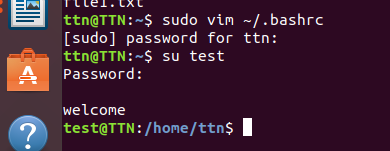 file1.txt
ttn@TTN:~$ sudo vim ~/.bashrc
[sudo] password for ttn:
ttn@TTN:~$ su test
Password:
welcome
test@TTN:/home/ttn$